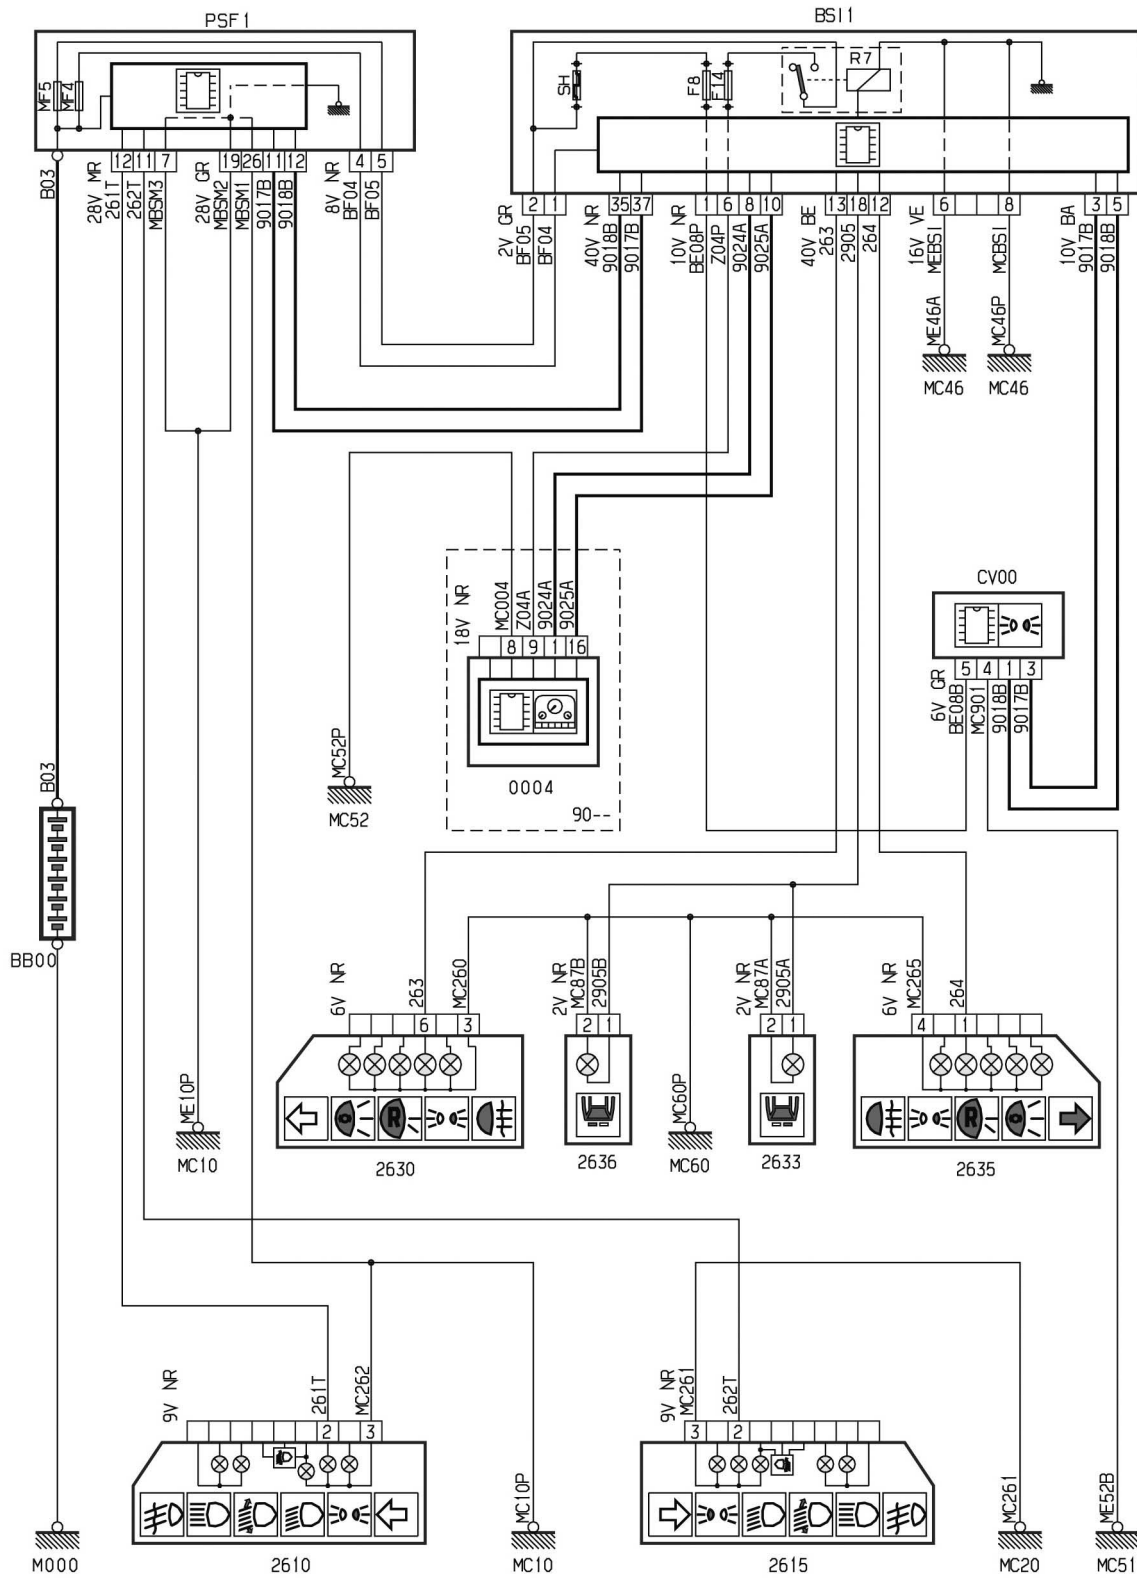 PSF1
BSI1
MF5
MF4
SH
F8
F14
R7
12 11 7 19 26 11 12 4 5
2 1 35 37 1 6 8 10 13 18 12 6 8 3 5
B03
28V MR
261T
262T
MBSM3
28V GR
MBSM2
MBSM1
9017B
9018B
8V NR
BF04
BF05
2V GR
BF05
BF04
40V NR
9018B
9017B
10V NR
BE08P
Z04P
9024A
9025A
40V BE
263
2905
264
16V VE
MEBSI
MCBSI
10V BA
9017B
9018B
ME46A
MC46P
MC46
MC46
18V NR
MC004
Z04A
9024A
9025A
8 9 1 16
0004
90--
MC52P
MC52
CV00
5 4 1 3
6V GR
BE08B
MC901
9018B
9017B
B03
BB00
ME10P
MC10
6V NR
263
MC260
6 3
R
2630
2V NR
MC87B
2905B
2 1
2636
MC60P
MC60
2V NR
MC87A
2905A
2 1
2633
6V NR
MC265
264
4 1
R
2635
9V NR
261T
MC262
2 3
2610
MC10P
MC10
9V NR
MC261
262T
3 2
2615
MC261
MC20
ME52B
MC51
M000